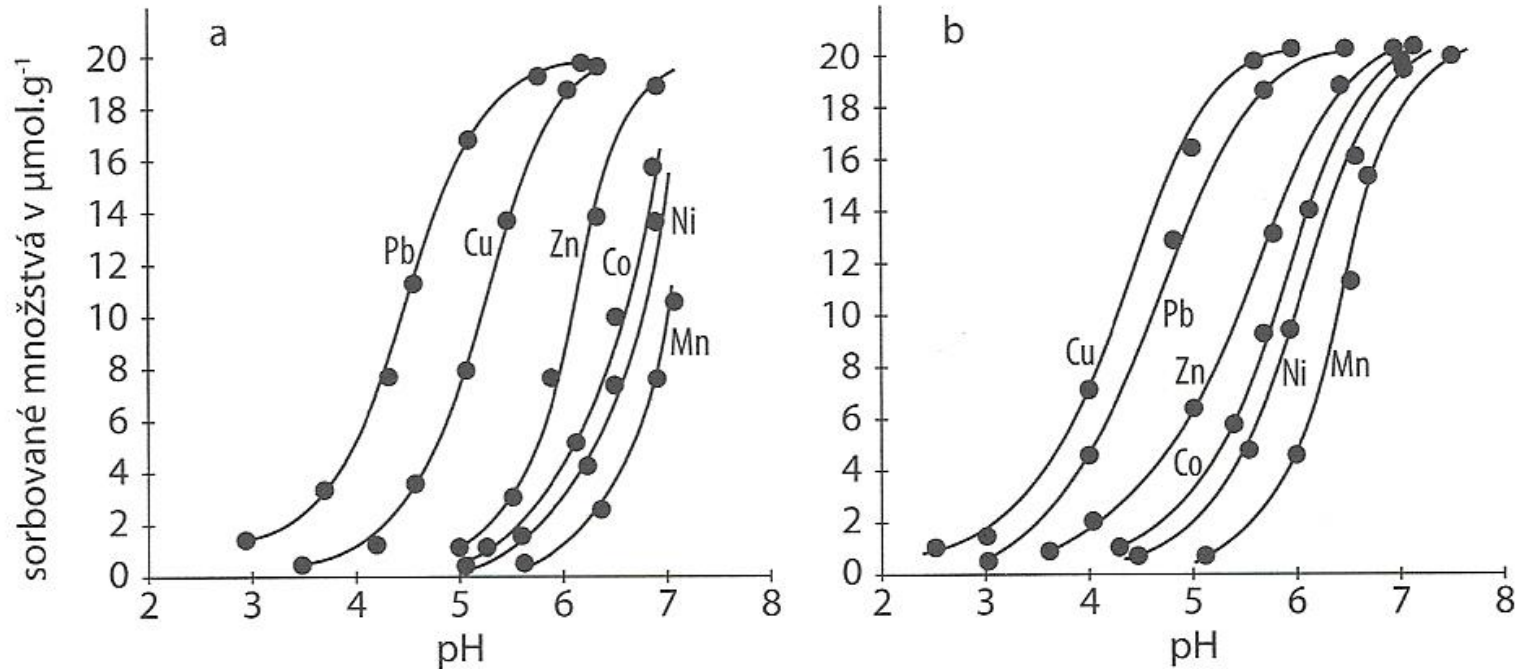 sorbované množstvá v µmol.g⁻¹
a
20
18
16
14
12
10
8
6
4
2
0
Pb
Cu
Zn
Co
Ni
Mn
2 3 4 5 6 7 8
pH
b
20
18
16
14
12
10
8
6
4
2
0
Cu
Pb
Zn
Co
Ni
Mn
2 3 4 5 6 7 8
pH